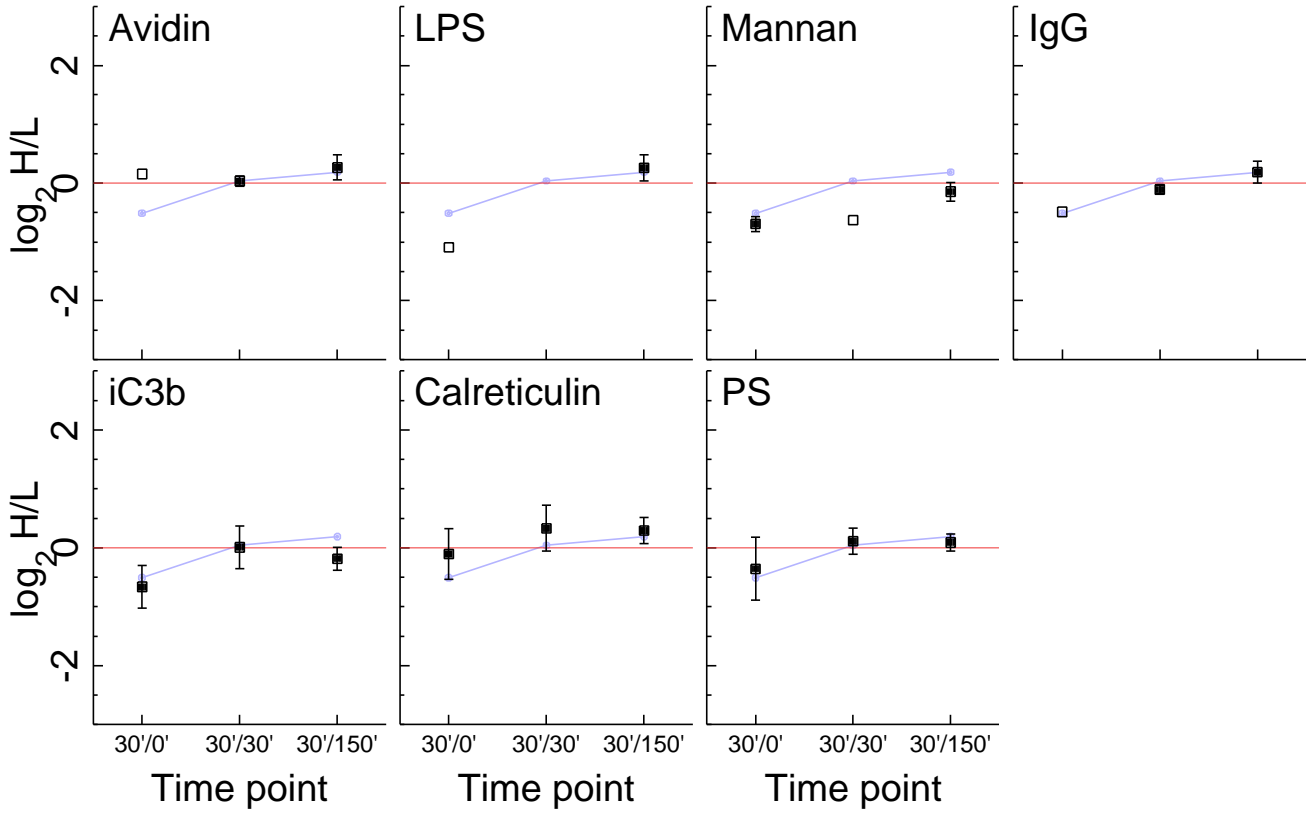 Avidin
LPS
Mannan
IgG
2
0
-2
log2 H/L
iC3b
Calreticulin
PS
2
0
-2
log2 H/L
30'/0' 30'/30' 30'/150'
30'/0' 30'/30' 30'/150'
30'/0' 30'/30' 30'/150'
Time point
Time point
Time point